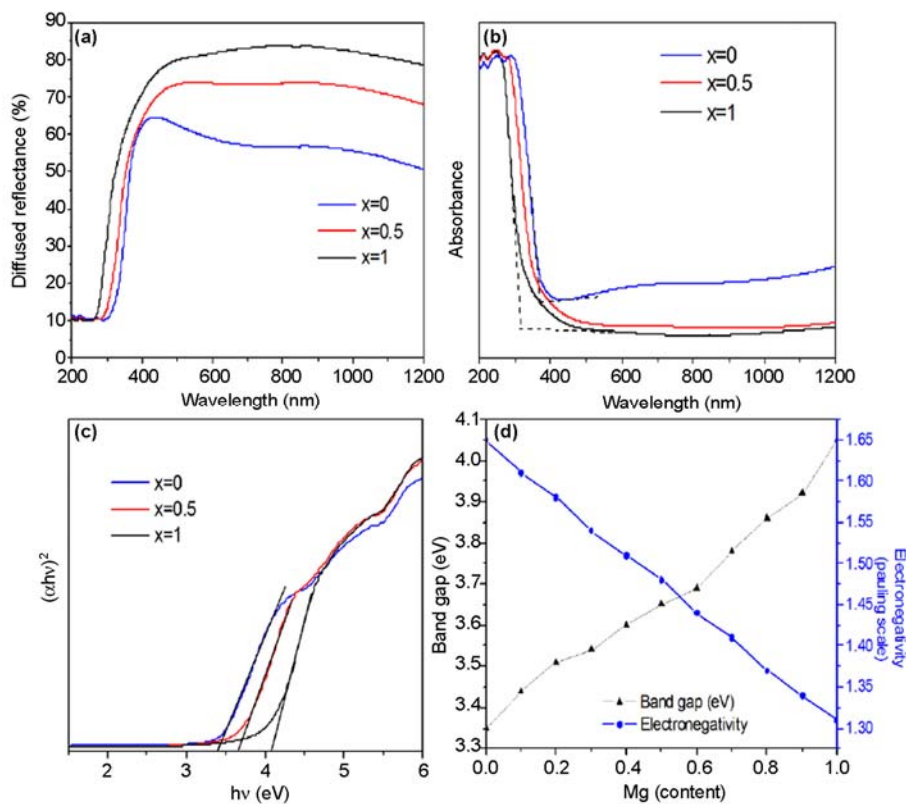 (a)
90
80
70
60
50
40
30
20
10
0
Diffused reflectance (%)
x=0
x=0.5
x=1
200 400 600 800 1000 1200
Wavelength (nm)
(b)
x=0
x=0.5
x=1
Absorbance
200 400 600 800 1000 1200
Wavelength (nm)
(c)
x=0
x=0.5
x=1
(αhν)²
2 3 4 5 6
hν (eV)
(d)
4.1
4.0
3.9
3.8
3.7
3.6
3.5
3.4
3.3
Band gap (eV)
1.65
1.60
1.55
1.50
1.45
1.40
1.35
1.30
Electronegativity
(pauling scale)
Band gap (eV)
Electronegativity
0.0 0.2 0.4 0.6 0.8 1.0
Mg (content)